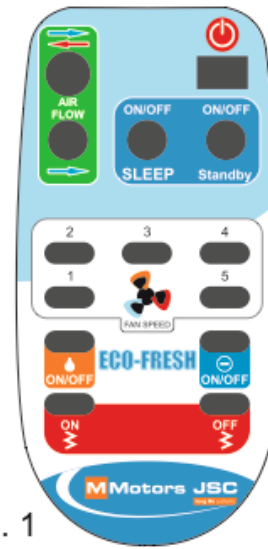 AIR
FLOW
ON/OFF ON/OFF
SLEEP Standby
2 3 4
1 5
FAN SPEED
ECO-FRESH
ON/OFF ON/OFF
ON OFF
MMotors JSC
. 1